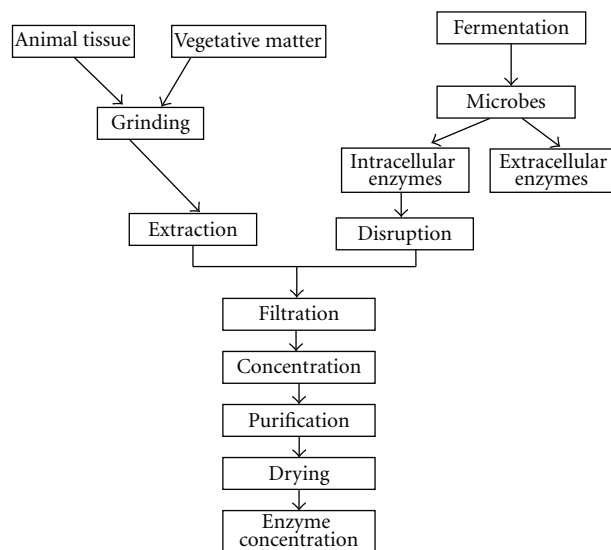 Animal tissue
Vegetative matter
Fermentation
Grinding
Microbes
Intracellular
enzymes
Extracellular
enzymes
Extraction
Disruption
Filtration
Concentration
Purification
Drying
Enzyme
concentration